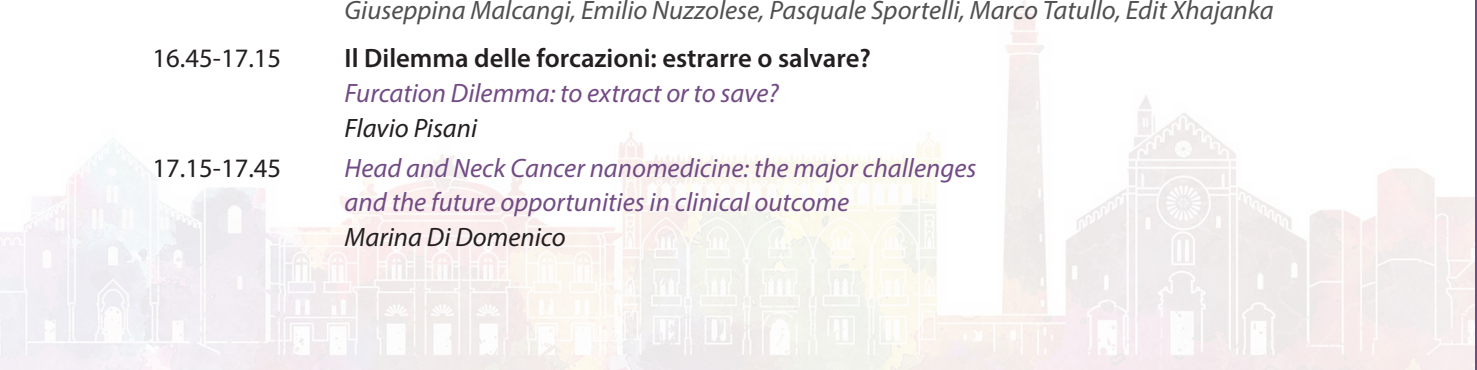 Giuseppina Malcangi, Emilio Nuzzolese, Pasquale Sportelli, Marco Tatullo, Edit Xhajanka
16.45-17.15 Il Dilemma delle forcazioni: estrarre o salvare?
Furcation Dilemma: to extract or to save?
Flavio Pisani
17.15-17.45 Head and Neck Cancer nanomedicine: the major challenges
and the future opportunities in clinical outcome
Marina Di Domenico